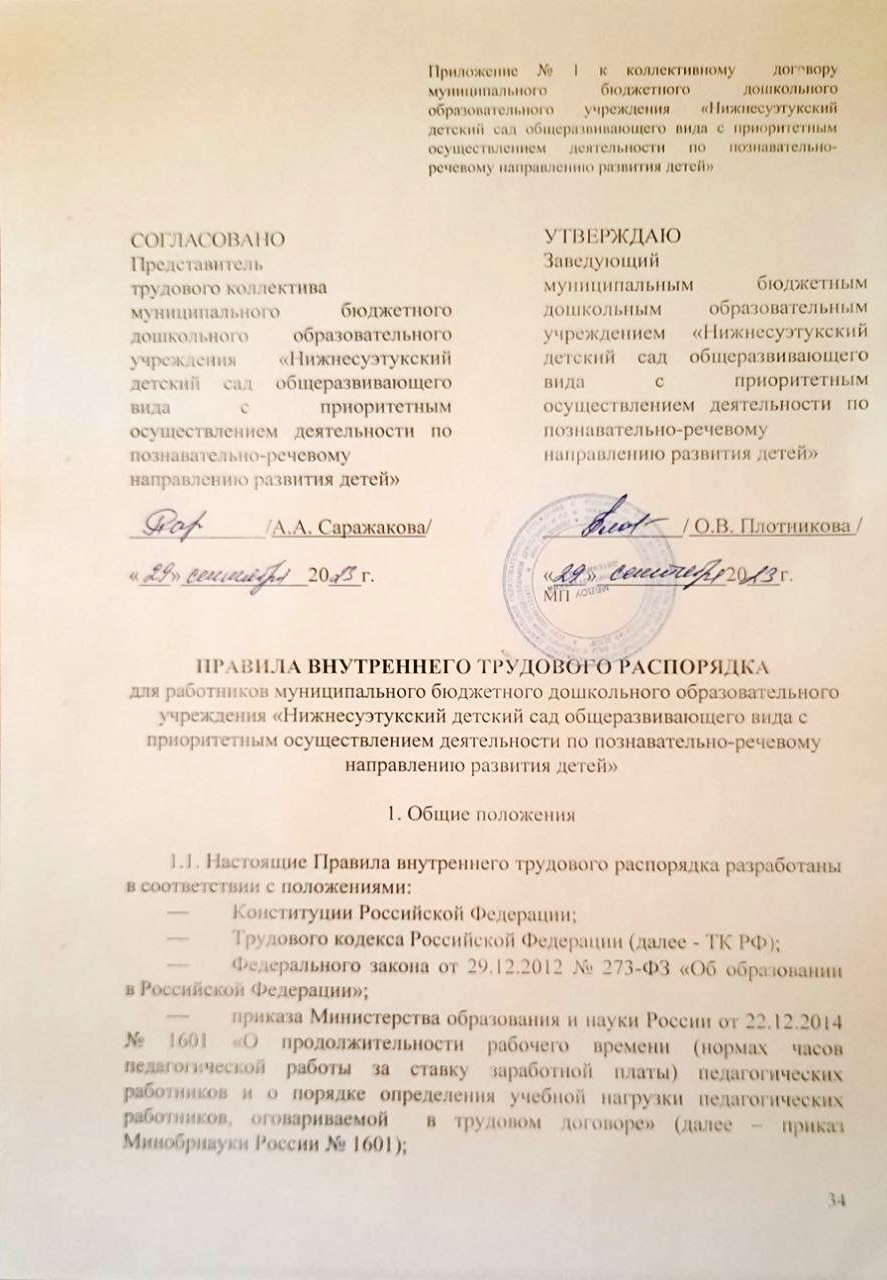 Приложение № 1 к коллективному договору
муниципального бюджетного дошкольного
образовательного учреждения «Нижнесуэтукский
детский сад общеразвивающего вида с приоритетным
осуществлением деятельности по познавательно-
речевому направлению развития детей»
СОГЛАСОВАНО
Представитель
трудового коллектива
муниципального бюджетного
дошкольного образовательного
учреждения «Нижнесуэтукский
детский сад общеразвивающего
вида с приоритетным
осуществлением деятельности по
познавательно-речевому
направлению развития детей»
/А.А. Саражакова/
«29» сентября 2013 г.
УТВЕРЖДАЮ
Заведующий
муниципальным бюджетным
дошкольным образовательным
учреждением «Нижнесуэтукский
детский сад общеразвивающего
вида с приоритетным
осуществлением деятельности по
познавательно-речевому
направлению развития детей»
/ О.В. Плотникова /
«29» сентября 2013 г.
МП
ПРАВИЛА ВНУТРЕННЕГО ТРУДОВОГО РАСПОРЯДКА
для работников муниципального бюджетного дошкольного образовательного
учреждения «Нижнесуэтукский детский сад общеразвивающего вида с
приоритетным осуществлением деятельности по познавательно-речевому
направлению развития детей»
1. Общие положения
1.1. Настоящие Правила внутреннего трудового распорядка разработаны
в соответствии с положениями:
— Конституции Российской Федерации;
— Трудового кодекса Российской Федерации (далее - ТК РФ);
— Федерального закона от 29.12.2012 № 273-ФЗ «Об образовании
в Российской Федерации»;
— приказа Министерства образования и науки России от 22.12.2014
№ 1601 «О продолжительности рабочего времени (нормах часов
педагогической работы за ставку заработной платы) педагогических
работников и о порядке определения учебной нагрузки педагогических
работников, оговариваемой в трудовом договоре» (далее – приказ
Минобрнауки России № 1601);
34